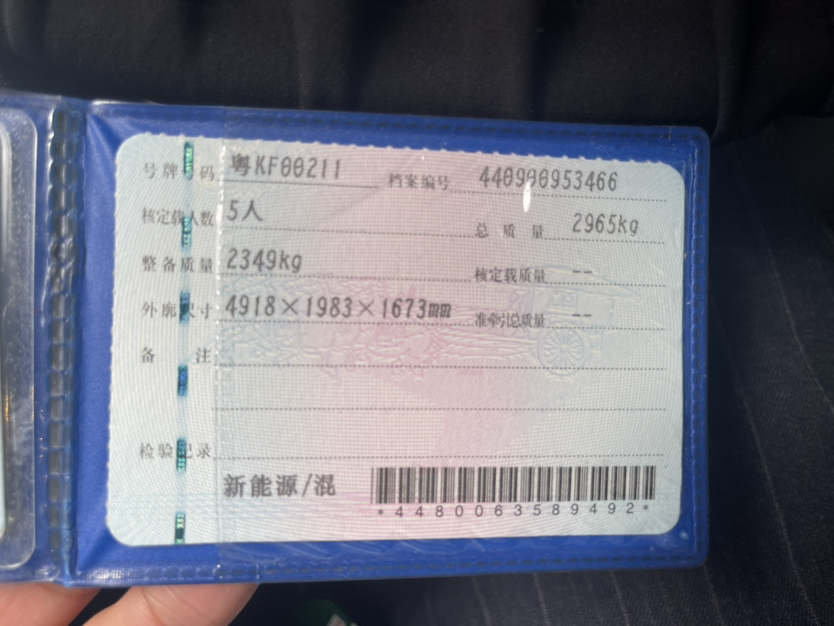 号牌号码 粤KF00211 档案编号 440900953466
核定载人数 5人 总质量 2965kg
整备质量 2349kg 核定载质量 --
外廓尺寸 4918×1983×1673mm 准牵引总质量 --
备注
检验记录
新能源/混
*4480063589492*